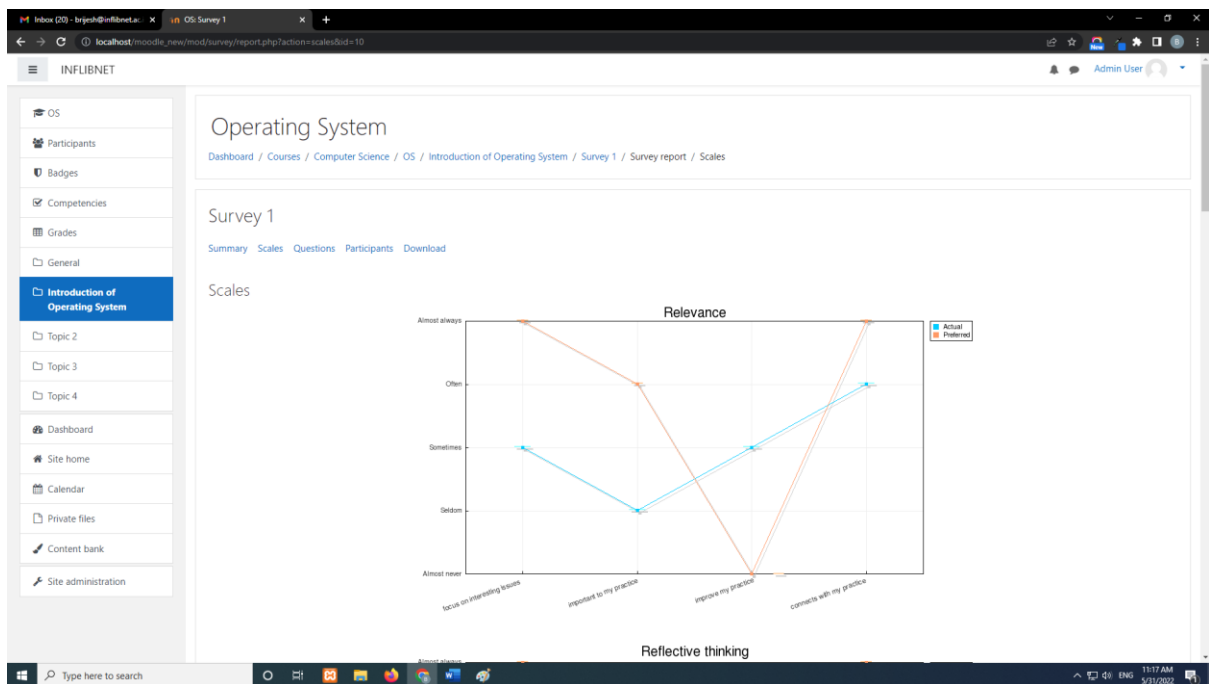 Inbox (20) - brijesh@inflibnet.ac.
OS: Survey 1
localhost/moodle_new/mod/survey/report.php?action=scales&id=10
New
B
INFLIBNET
Admin User
OS
Participants
Badges
Competencies
Grades
General
Introduction of
Operating System
Topic 2
Topic 3
Topic 4
Dashboard
Site home
Calendar
Private files
Content bank
Site administration
Operating System
Dashboard / Courses / Computer Science / OS / Introduction of Operating System / Survey 1 / Survey report / Scales
Survey 1
Summary Scales Questions Participants Download
Scales
Relevance
Actual
Preferred
Almost always
Often
Sometimes
Seldom
Almost never
focus on interesting issues
important to my practice
improve my practice
connects with my practice
Reflective thinking
Almost always
Type here to search
ENG
11:17 AM
5/31/2022